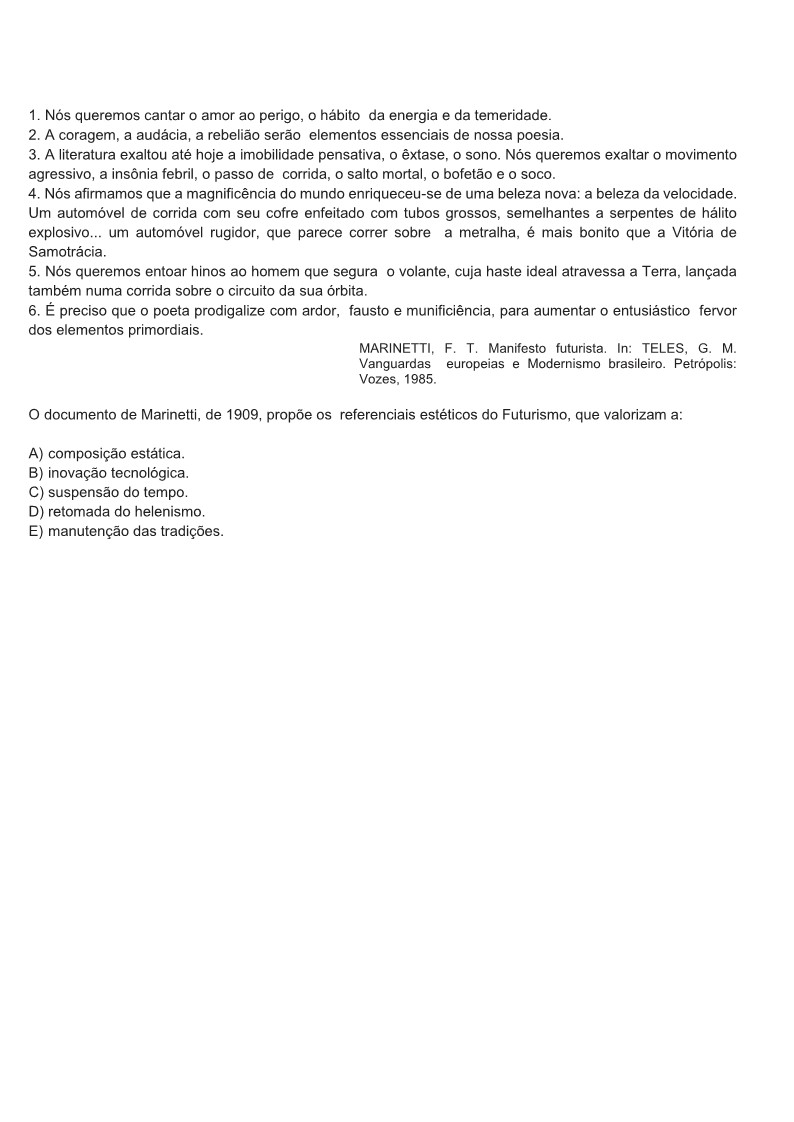 1. Nós queremos cantar o amor ao perigo, o hábito  da energia e da temeridade.
2. A coragem, a audácia, a rebelião serão  elementos essenciais de nossa poesia.
3. A literatura exaltou até hoje a imobilidade pensativa, o êxtase, o sono. Nós queremos exaltar o movimento
agressivo, a insônia febril, o passo de  corrida, o salto mortal, o bofetão e o soco.
4. Nós afirmamos que a magnificência do mundo enriqueceu-se de uma beleza nova: a beleza da velocidade.
Um automóvel de corrida com seu cofre enfeitado com tubos grossos, semelhantes a serpentes de hálito
explosivo... um automóvel rugidor, que parece correr sobre  a metralha, é mais bonito que a Vitória de
Samotrácia.
5. Nós queremos entoar hinos ao homem que segura  o volante, cuja haste ideal atravessa a Terra, lançada
também numa corrida sobre o circuito da sua órbita.
6. É preciso que o poeta prodigalize com ardor,  fausto e munificiência, para aumentar o entusiástico  fervor
dos elementos primordiais.
MARINETTI, F. T. Manifesto futurista. In: TELES, G. M.
Vanguardas  europeias e Modernismo brasileiro. Petrópolis:
Vozes, 1985.
O documento de Marinetti, de 1909, propõe os  referenciais estéticos do Futurismo, que valorizam a:
A) composição estática.
B) inovação tecnológica.
C) suspensão do tempo.
D) retomada do helenismo.
E) manutenção das tradições.